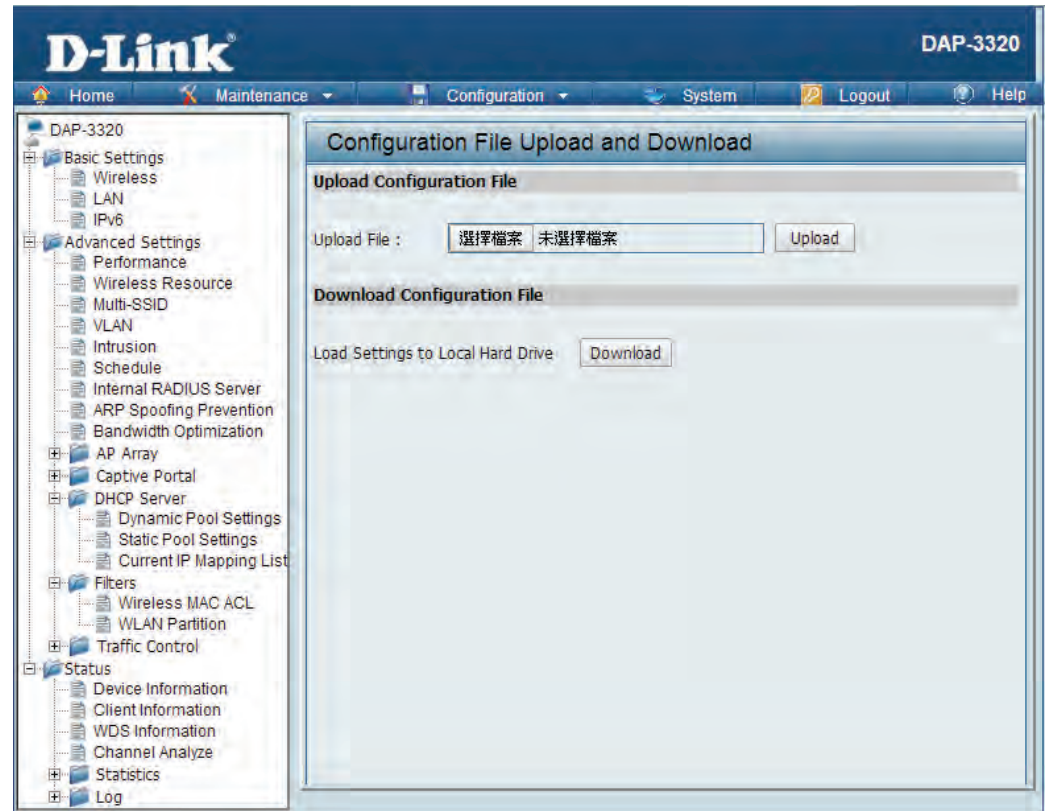 D-Link
DAP-3320
Home Maintenance Configuration System Logout Help
DAP-3320
Basic Settings
Wireless
LAN
IPv6
Advanced Settings
Performance
Wireless Resource
Multi-SSID
VLAN
Intrusion
Schedule
Internal RADIUS Server
ARP Spoofing Prevention
Bandwidth Optimization
AP Array
Captive Portal
DHCP Server
Dynamic Pool Settings
Static Pool Settings
Current IP Mapping List
Filters
Wireless MAC ACL
WLAN Partition
Traffic Control
Status
Device Information
Client Information
WDS Information
Channel Analyze
Statistics
Log
Configuration File Upload and Download
Upload Configuration File
Upload File : 選擇檔案 未選擇檔案 Upload
Download Configuration File
Load Settings to Local Hard Drive Download